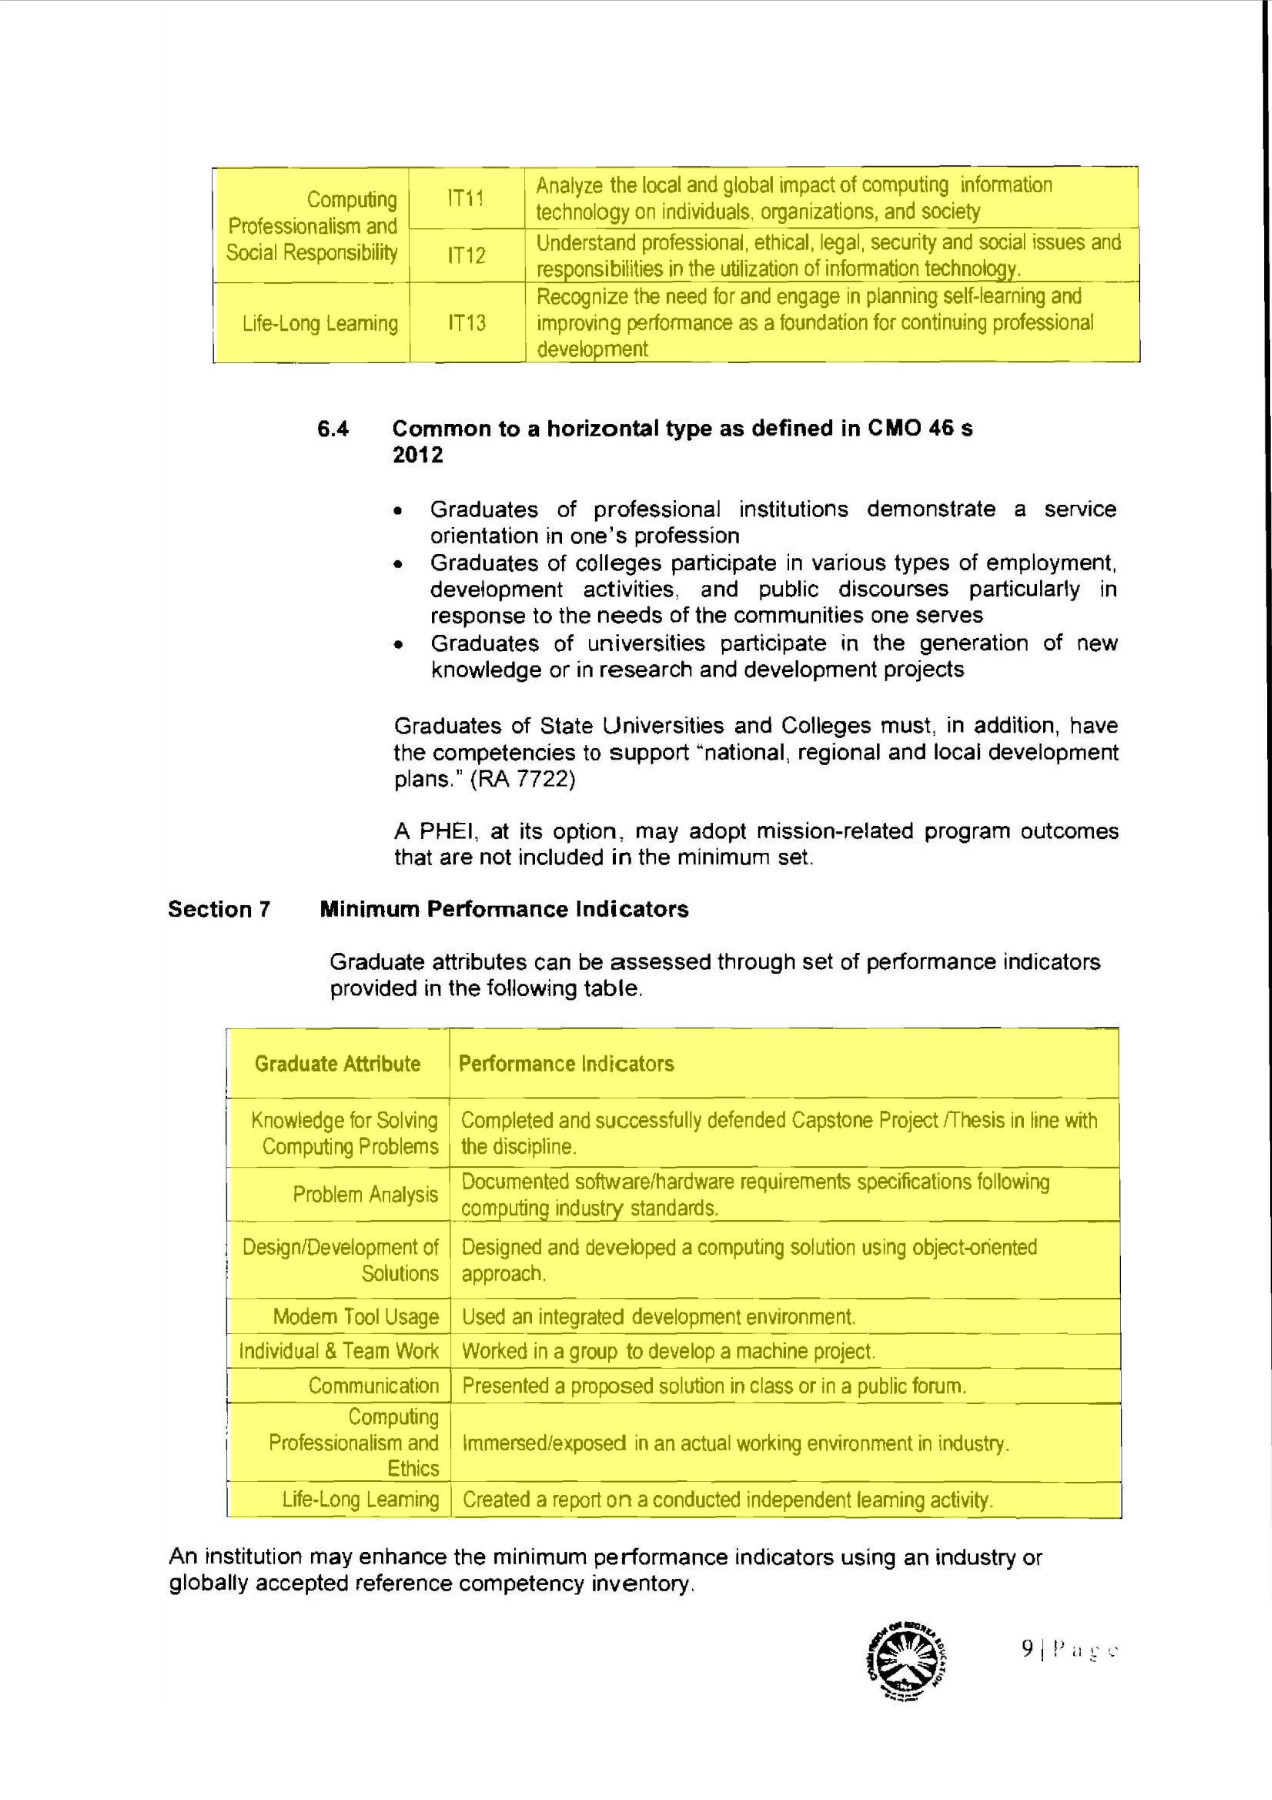 Computing
Professionalism and
Social Responsibility
IT11
Analyze the local and global impact of computing information
technology on individuals, organizations, and society
IT12
Understand professional, ethical, legal, security and social issues and
responsibilities in the utilization of information technology.
Life-Long Learning
IT13
Recognize the need for and engage in planning self-learning and
improving performance as a foundation for continuing professional
development
6.4 Common to a horizontal type as defined in CMO 46 s
2012
• Graduates of professional institutions demonstrate a service
orientation in one's profession
• Graduates of colleges participate in various types of employment,
development activities, and public discourses particularly in
response to the needs of the communities one serves
• Graduates of universities participate in the generation of new
knowledge or in research and development projects
Graduates of State Universities and Colleges must, in addition, have
the competencies to support "national, regional and local development
plans." (RA 7722)
A PHEI, at its option, may adopt mission-related program outcomes
that are not included in the minimum set.
Section 7 Minimum Performance Indicators
Graduate attributes can be assessed through set of performance indicators
provided in the following table.
Graduate Attribute Performance Indicators
Knowledge for Solving
Computing Problems
Completed and successfully defended Capstone Project /Thesis in line with
the discipline.
Problem Analysis
Documented software/hardware requirements specifications following
computing industry standards.
Design/Development of
Solutions
Designed and developed a computing solution using object-oriented
approach.
Modern Tool Usage Used an integrated development environment.
Individual & Team Work Worked in a group to develop a machine project.
Communication Presented a proposed solution in class or in a public forum.
Computing
Professionalism and
Ethics
Immersed/exposed in an actual working environment in industry.
Life-Long Learning Created a report on a conducted independent learning activity.
An institution may enhance the minimum performance indicators using an industry or
globally accepted reference competency inventory.
COMMISSION ON HIGHER EDUCATION
9 | Page